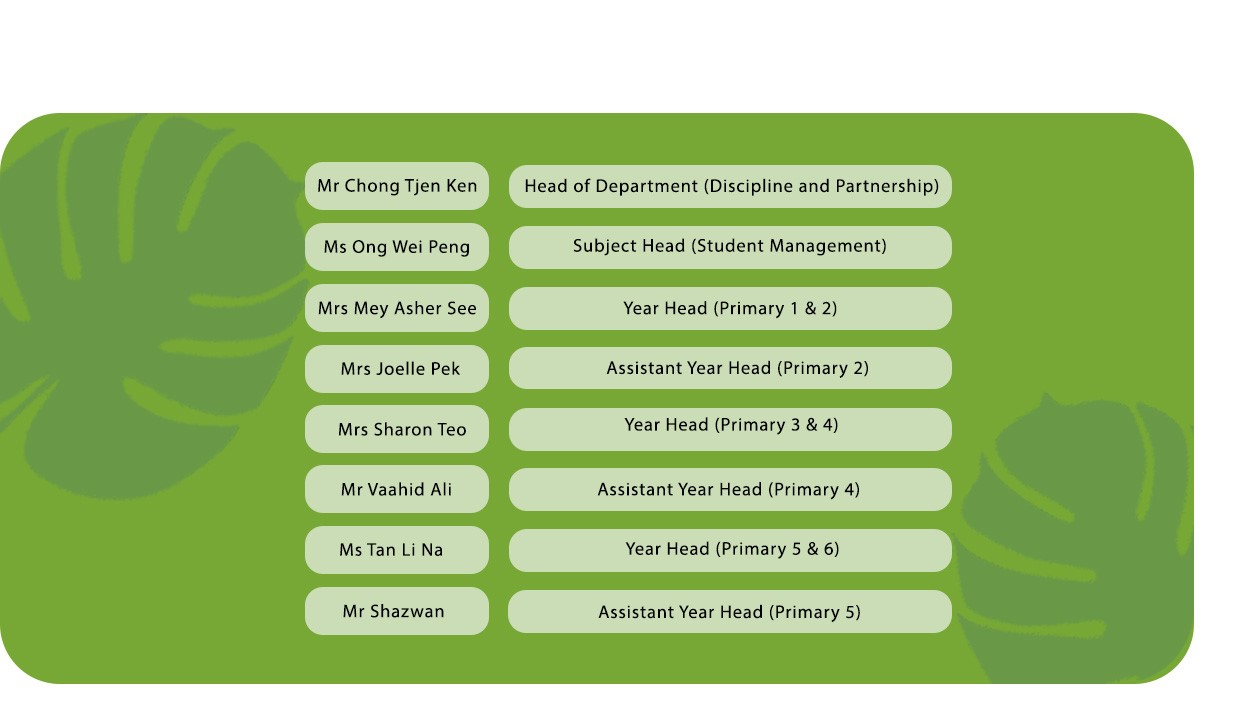 Mr Chong Tjen Ken Head of Department (Discipline and Partnership)
Ms Ong Wei Peng Subject Head (Student Management)
Mrs Mey Asher See Year Head (Primary 1 & 2)
Mrs Joelle Pek Assistant Year Head (Primary 2)
Mrs Sharon Teo Year Head (Primary 3 & 4)
Mr Vaahid Ali Assistant Year Head (Primary 4)
Ms Tan Li Na Year Head (Primary 5 & 6)
Mr Shazwan Assistant Year Head (Primary 5)